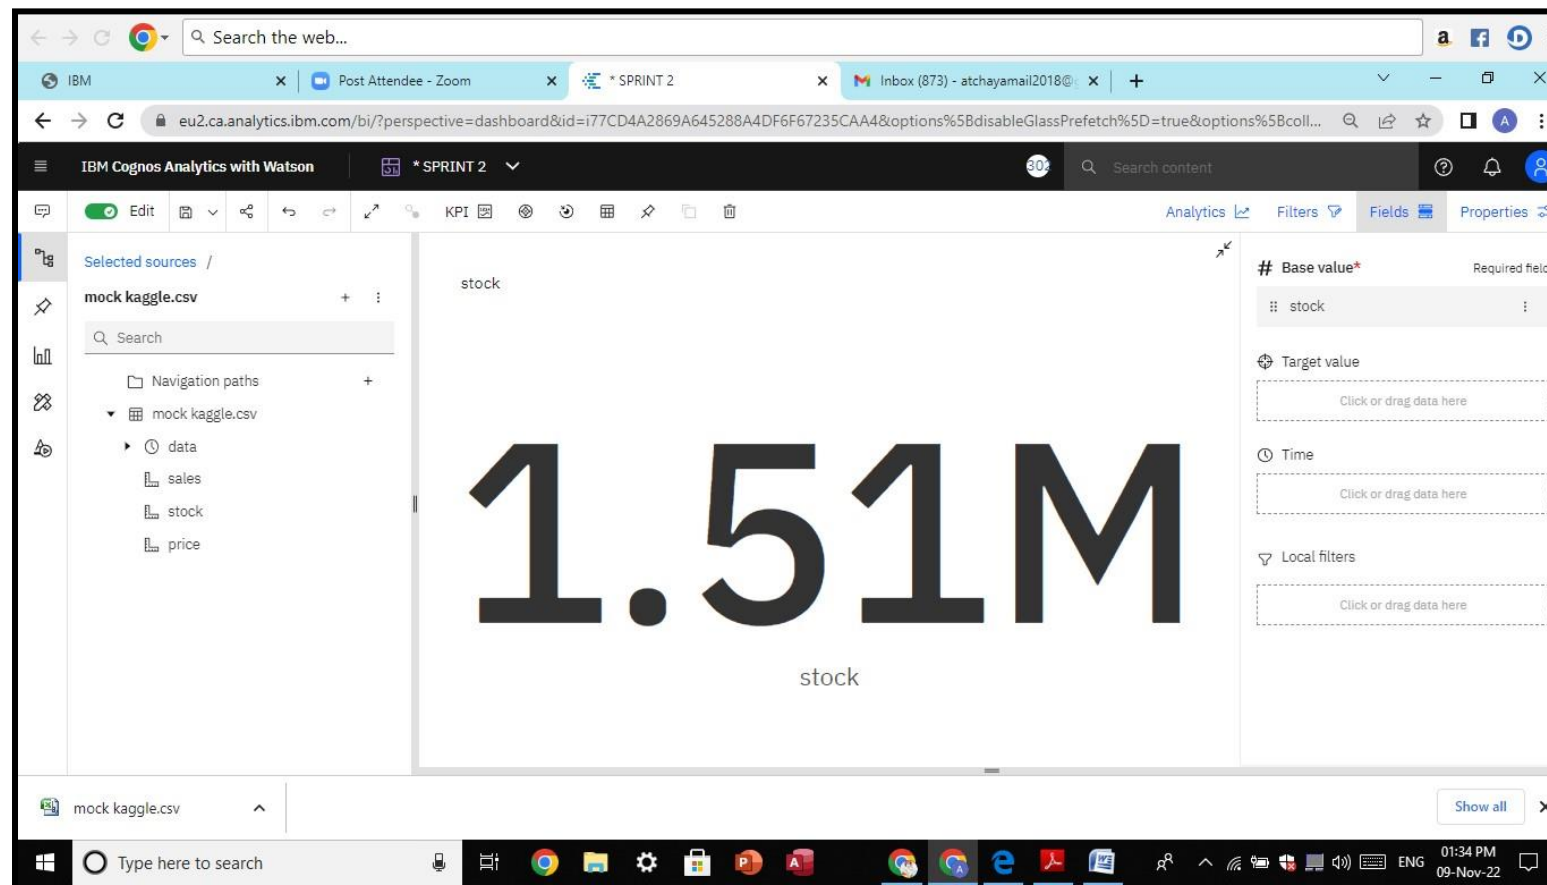 Search the web...
IBM
Post Attendee - Zoom
* SPRINT 2
Inbox (873) - atchayamail2018@
eu2.ca.analytics.ibm.com/bi/?perspective=dashboard&id=i77CD4A2869A645288A4DF6F67235CAA4&options%5BdisableGlassPrefetch%5D=true&options%5Bcoll...
A
IBM Cognos Analytics with Watson
* SPRINT 2
302
Search content
Edit
KPI
Analytics
Filters
Fields
Properties
Selected sources /
mock kaggle.csv
Search
Navigation paths
mock kaggle.csv
data
sales
stock
price
stock
1.51M
stock
# Base value*
Required field
stock
Target value
Click or drag data here
Time
Click or drag data here
Local filters
Click or drag data here
mock kaggle.csv
Show all
Type here to search
ENG
01:34 PM
09-Nov-22